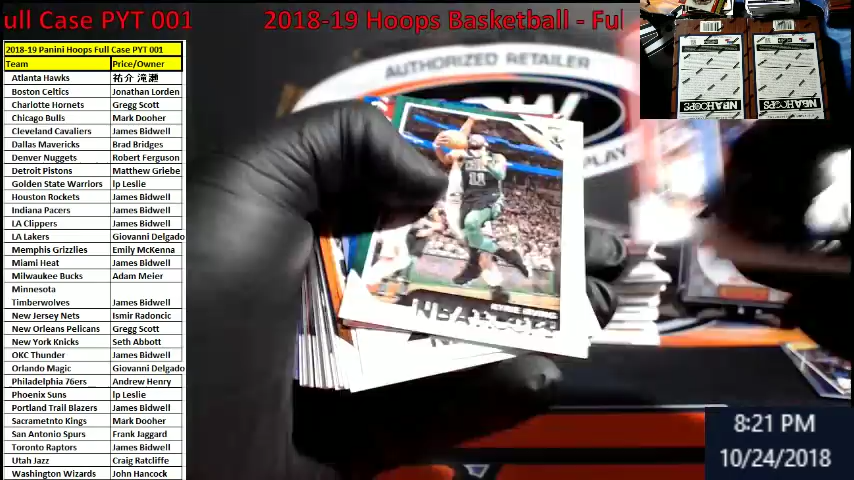 ull Case PYT 001
2018-19 Hoops Basketball - Ful
2018-19 Panini Hoops Full Case PYT 001
Team Price/Owner
Atlanta Hawks 祐介 滝瀬
Boston Celtics Jonathan Lorden
Charlotte Hornets Gregg Scott
Chicago Bulls Mark Dooher
Cleveland Cavaliers James Bidwell
Dallas Mavericks Brad Bridges
Denver Nuggets Robert Ferguson
Detroit Pistons Matthew Griebe
Golden State Warriors lp Leslie
Houston Rockets James Bidwell
Indiana Pacers James Bidwell
LA Clippers James Bidwell
LA Lakers Giovanni Delgado
Memphis Grizzlies Emily McKenna
Miami Heat James Bidwell
Milwaukee Bucks Adam Meier
Minnesota
Timberwolves James Bidwell
New Jersey Nets Ismir Radoncic
New Orleans Pelicans Gregg Scott
New York Knicks Seth Abbott
OKC Thunder James Bidwell
Orlando Magic Giovanni Delgado
Philadelphia 76ers Andrew Henry
Phoenix Suns lp Leslie
Portland Trail Blazers James Bidwell
Sacrametnto Kings Mark Dooher
San Antonio Spurs Frank Jaggard
Toronto Raptors James Bidwell
Utah Jazz Craig Ratcliffe
Washington Wizards John Hancock
AUTHORIZED RETAILER
PLAY
11
NBA HOOPS
NBA HOOPS
NBA HOOPS
8:21 PM
10/24/2018